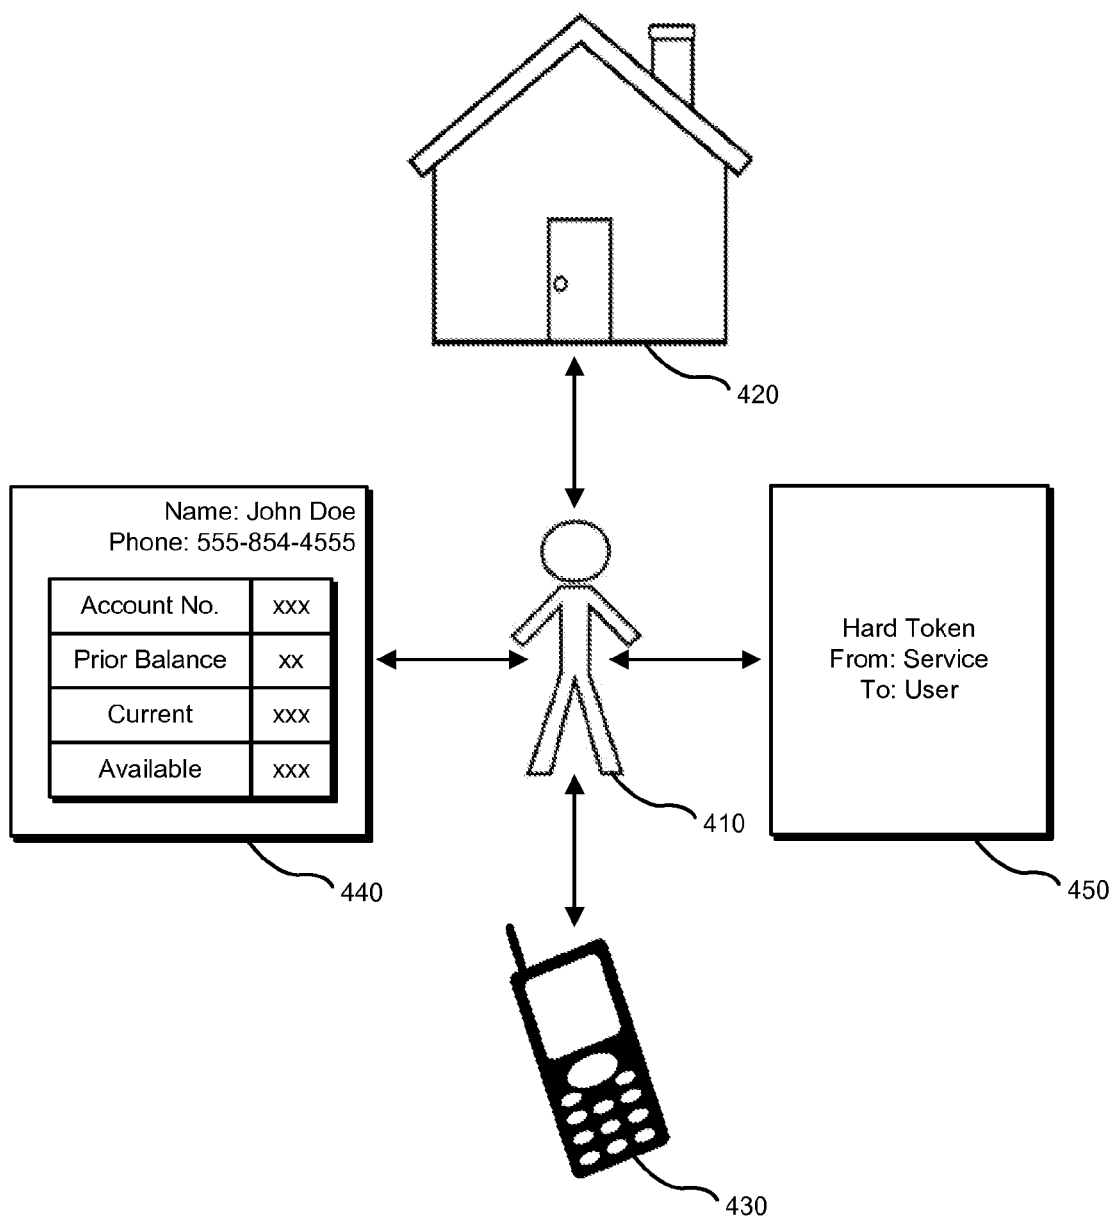 420
Name: John Doe
Phone: 555-854-4555
Account No. xxx
Prior Balance xx
Current xxx
Available xxx
Hard Token
From: Service
To: User
410
440
450
430